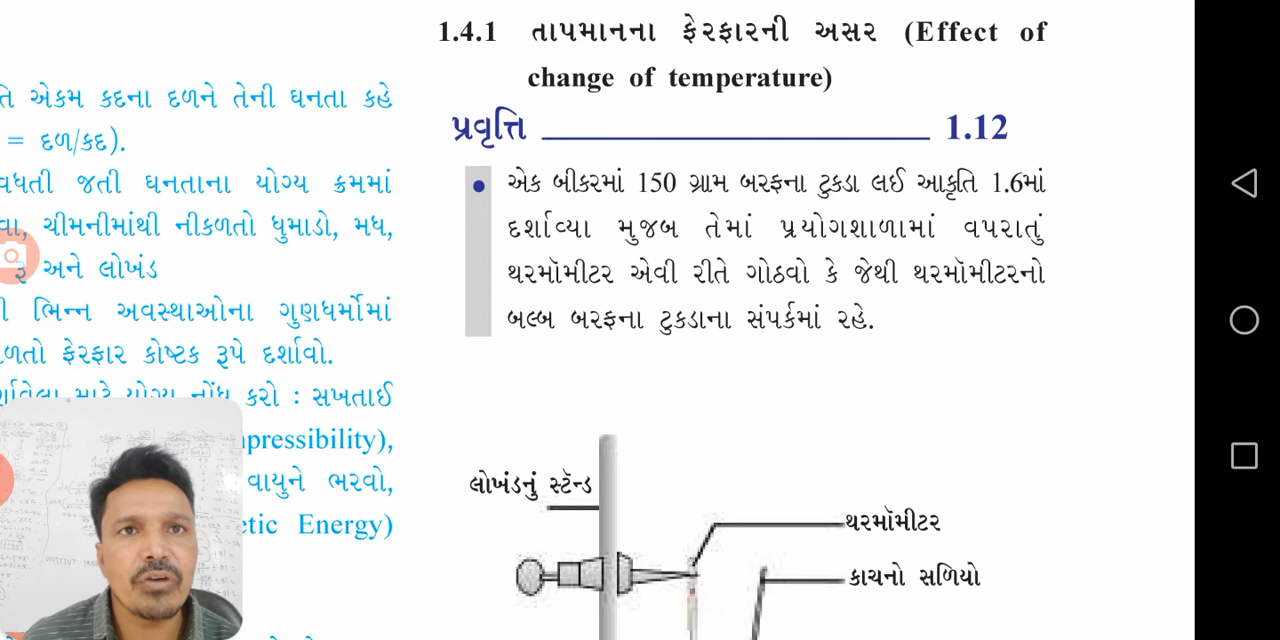 1.4.1 તાપમાનના ફેરફારની અસર (Effect of
change of temperature)
પ્રવૃત્તિ 1.12
• એક બીકરમાં 150 ગ્રામ બરફના ટુકડા લઈ આકૃતિ 1.6માં
દર્શાવ્યા મુજબ તેમાં પ્રયોગશાળામાં વપરાતું
થરમૉમીટર એવી રીતે ગોઠવો કે જેથી થરમૉમીટરનો
બલ્બ બરફના ટુકડાના સંપર્કમાં રહે.
લોખંડનું સ્ટૅન્ડ
થરમૉમીટર
કાચનો સળિયો
એકમ કદના દળને તેની ઘનતા કહે
= દળ/કદ).
વધતી જતી ઘનતાના યોગ્ય ક્રમમાં
ચીમનીમાંથી નીકળતો ધુમાડો, મધ,
રૂ અને લોખંડ
ભિન્ન અવસ્થાઓના ગુણધર્મોમાં
ફેરફાર કોષ્ટક રૂપે દર્શાવો.
માટે યોગ્ય નોંધ કરો : સખતાઈ
pressibility),
વાયુને ભરવો,
etic Energy)